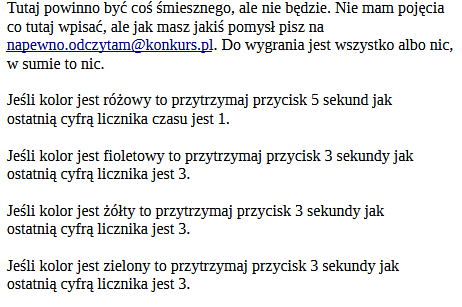 Tutaj powinno być coś śmiesznego, ale nie będzie. Nie mam pojęcia
co tutaj wpisać, ale jak masz jakiś pomysł pisz na
napewno.odczytam@konkurs.pl. Do wygrania jest wszystko albo nic,
w sumie to nic.
Jeśli kolor jest różowy to przytrzymaj przycisk 5 sekund jak
ostatnią cyfrą licznika czasu jest 1.
Jeśli kolor jest fioletowy to przytrzymaj przycisk 3 sekundy jak
ostatnią cyfrą licznika jest 3.
Jeśli kolor jest żółty to przytrzymaj przycisk 3 sekundy jak
ostatnią cyfrą licznika jest 3.
Jeśli kolor jest zielony to przytrzymaj przycisk 3 sekundy jak
ostatnią cyfrą licznika jest 3.